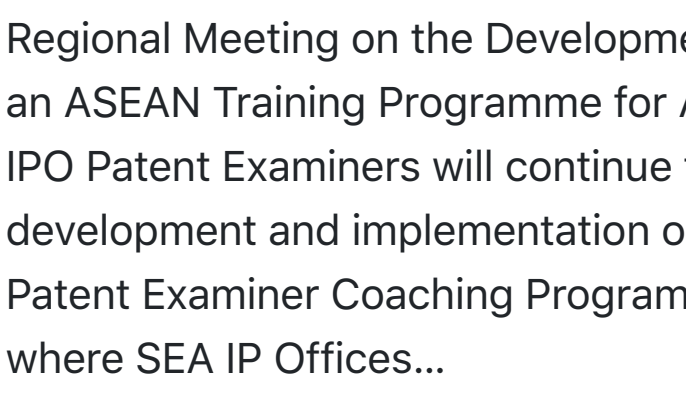 Regional Meeting on the Developme
an ASEAN Training Programme for
IPO Patent Examiners will continue
development and implementation o
Patent Examiner Coaching Program
where SEA IP Offices...